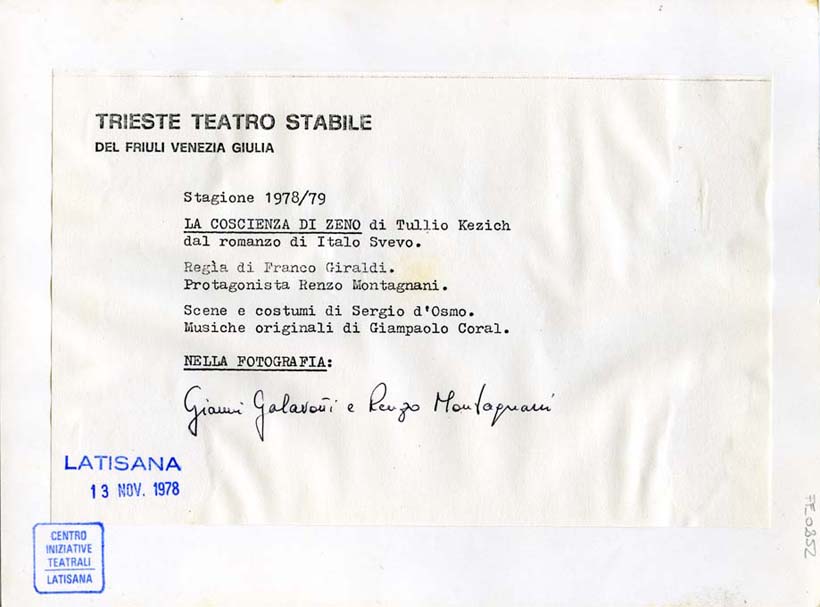 TRIESTE TEATRO STABILE
DEL FRIULI VENEZIA GIULIA
Stagione 1978/79
LA COSCIENZA DI ZENO di Tullio Kezich
dal romanzo di Italo Svevo.
Regìa di Franco Giraldi.
Protagonista Renzo Montagnani.
Scene e costumi di Sergio d'Osmo.
Musiche originali di Giampaolo Coral.
NELLA FOTOGRAFIA:
Gianni Galavotti e Renzo Montagnani
LATISANA
13 NOV. 1978
CENTRO
INIZIATIVE
TEATRALI
LATISANA
FF_0852